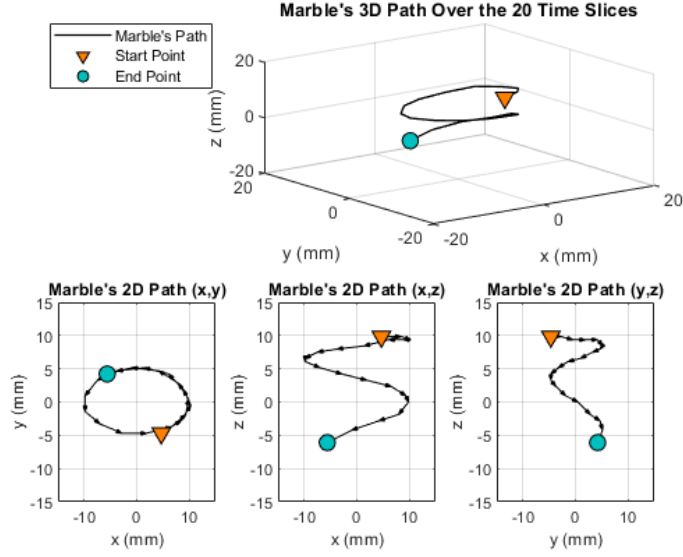 Marble's 3D Path Over the 20 Time Slices
Marble's Path
Start Point
End Point
20
0
-20
z (mm)
20
0
-20
y (mm)
-20
0
20
x (mm)
Marble's 2D Path (x,y)
15
10
5
0
-5
-10
-15
y (mm)
-10 0 10
x (mm)
Marble's 2D Path (x,z)
15
10
5
0
-5
-10
-15
z (mm)
-10 0 10
x (mm)
Marble's 2D Path (y,z)
15
10
5
0
-5
-10
-15
z (mm)
-10 0 10
y (mm)